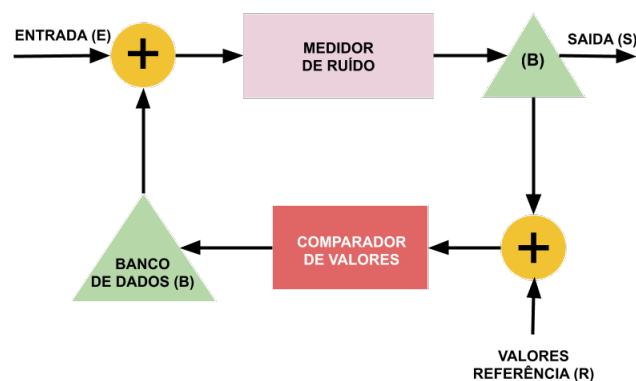 ENTRADA (E)
+
MEDIDOR
DE RUÍDO
(B)
SAIDA (S)
BANCO
DE DADOS (B)
COMPARADOR
DE VALORES
+
VALORES
REFERÊNCIA (R)